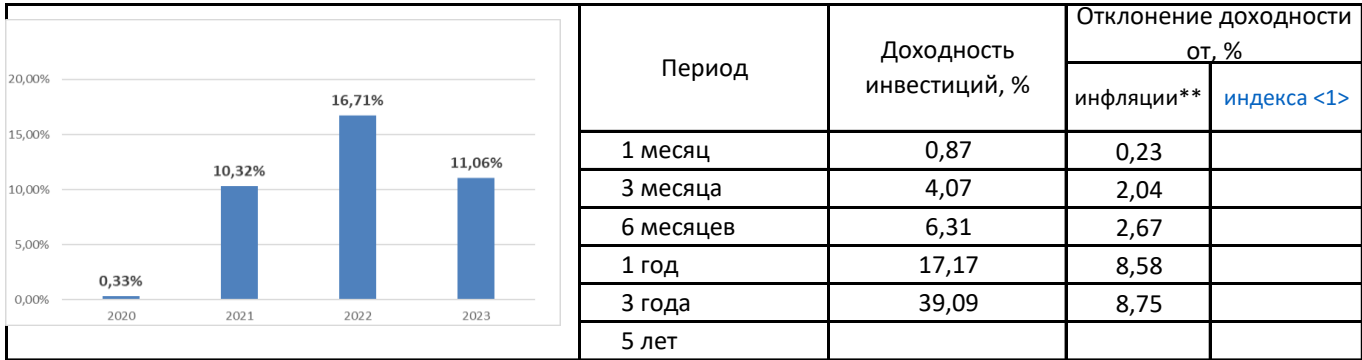 20,00%
15,00%
10,00%
5,00%
0,00%
0,33%
10,32%
16,71%
11,06%
2020 2021 2022 2023
Период
Доходность
инвестиций, %
Отклонение доходности
от, %
инфляции**
индекса <1>
1 месяц 0,87 0,23
3 месяца 4,07 2,04
6 месяцев 6,31 2,67
1 год 17,17 8,58
3 года 39,09 8,75
5 лет